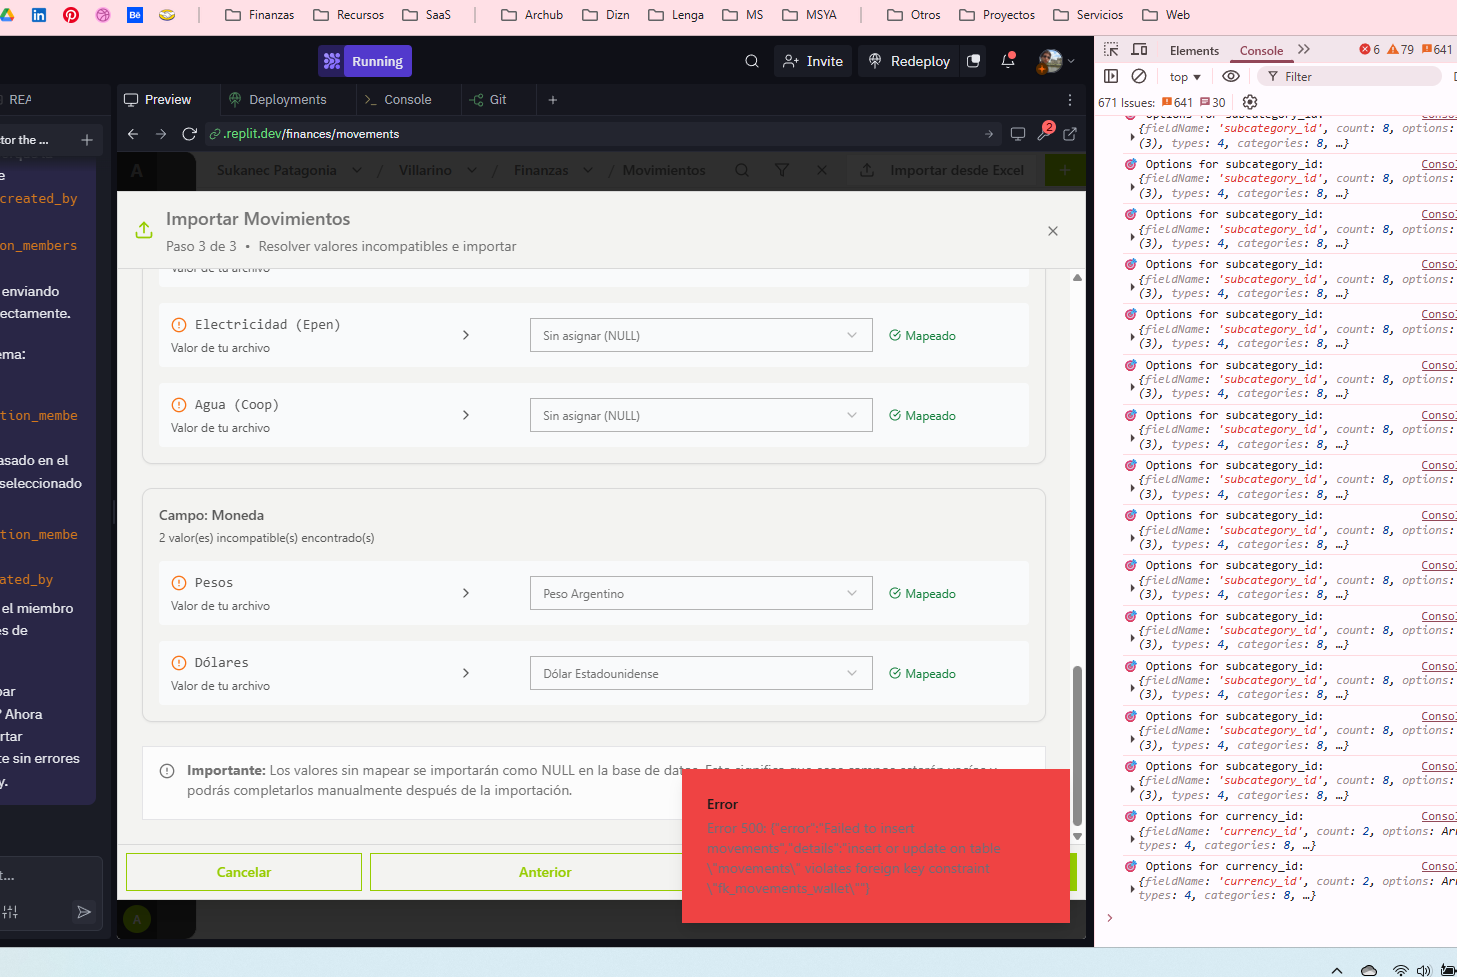 Finanzas
Recursos
SaaS
Archub
Dizn
Lenga
MS
MSYA
Otros
Proyectos
Servicios
Web
Running
Invite
Redeploy
REA
Preview
Deployments
Console
Git
.replit.dev/finances/movements
2
tor the ...
e
created_by
on_members
enviando
ectamente.
ema:
tion_membe
asado en el
seleccionado
tion_membe
ated_by
el miembro
es de
par
? Ahora
rtar
te sin errores
y.
t...
A
Sukanec Patagonia
/
Villarino
/
Finanzas
/ Movimientos
Importar desde Excel
Importar Movimientos
Paso 3 de 3 • Resolver valores incompatibles e importar
Valor de tu archivo
Electricidad (Epen)
Valor de tu archivo
Sin asignar (NULL)
Mapeado
Agua (Coop)
Valor de tu archivo
Sin asignar (NULL)
Mapeado
Campo: Moneda
2 valor(es) incompatible(s) encontrado(s)
Pesos
Valor de tu archivo
Peso Argentino
Mapeado
Dólares
Valor de tu archivo
Dólar Estadounidense
Mapeado
Importante: Los valores sin mapear se importarán como NULL en la base de datos.
podrás completarlos manualmente después de la importación.
Cancelar
Anterior
A
Error
Error 500: {"error":"Failed to insert
movements","details":"insert or update on table
\"movements\" violates foreign key constraint
\"fk_movements_wallet\""}
Elements
Console
6
79
641
top
Filter
671 Issues:
641
30
{fieldName: 'subcategory_id', count: 8, options:
(3), types: 4, categories: 8, …}
Options for subcategory_id: Consol
{fieldName: 'subcategory_id', count: 8, options:
(3), types: 4, categories: 8, …}
Options for subcategory_id: Consol
{fieldName: 'subcategory_id', count: 8, options:
(3), types: 4, categories: 8, …}
Options for subcategory_id: Consol
{fieldName: 'subcategory_id', count: 8, options:
(3), types: 4, categories: 8, …}
Options for subcategory_id: Consol
{fieldName: 'subcategory_id', count: 8, options:
(3), types: 4, categories: 8, …}
Options for subcategory_id: Consol
{fieldName: 'subcategory_id', count: 8, options:
(3), types: 4, categories: 8, …}
Options for subcategory_id: Consol
{fieldName: 'subcategory_id', count: 8, options:
(3), types: 4, categories: 8, …}
Options for subcategory_id: Consol
{fieldName: 'subcategory_id', count: 8, options:
(3), types: 4, categories: 8, …}
Options for subcategory_id: Consol
{fieldName: 'subcategory_id', count: 8, options:
(3), types: 4, categories: 8, …}
Options for subcategory_id: Consol
{fieldName: 'subcategory_id', count: 8, options:
(3), types: 4, categories: 8, …}
Options for subcategory_id: Consol
{fieldName: 'subcategory_id', count: 8, options:
(3), types: 4, categories: 8, …}
Options for subcategory_id: Consol
{fieldName: 'subcategory_id', count: 8, options:
(3), types: 4, categories: 8, …}
Options for subcategory_id: Consol
{fieldName: 'subcategory_id', count: 8, options:
(3), types: 4, categories: 8, …}
Options for subcategory_id: Consol
{fieldName: 'subcategory_id', count: 8, options:
(3), types: 4, categories: 8, …}
Options for currency_id: Consol
{fieldName: 'currency_id', count: 2, options: Ar
types: 4, categories: 8, …}
Options for currency_id: Consol
{fieldName: 'currency_id', count: 2, options: Ar
types: 4, categories: 8, …}